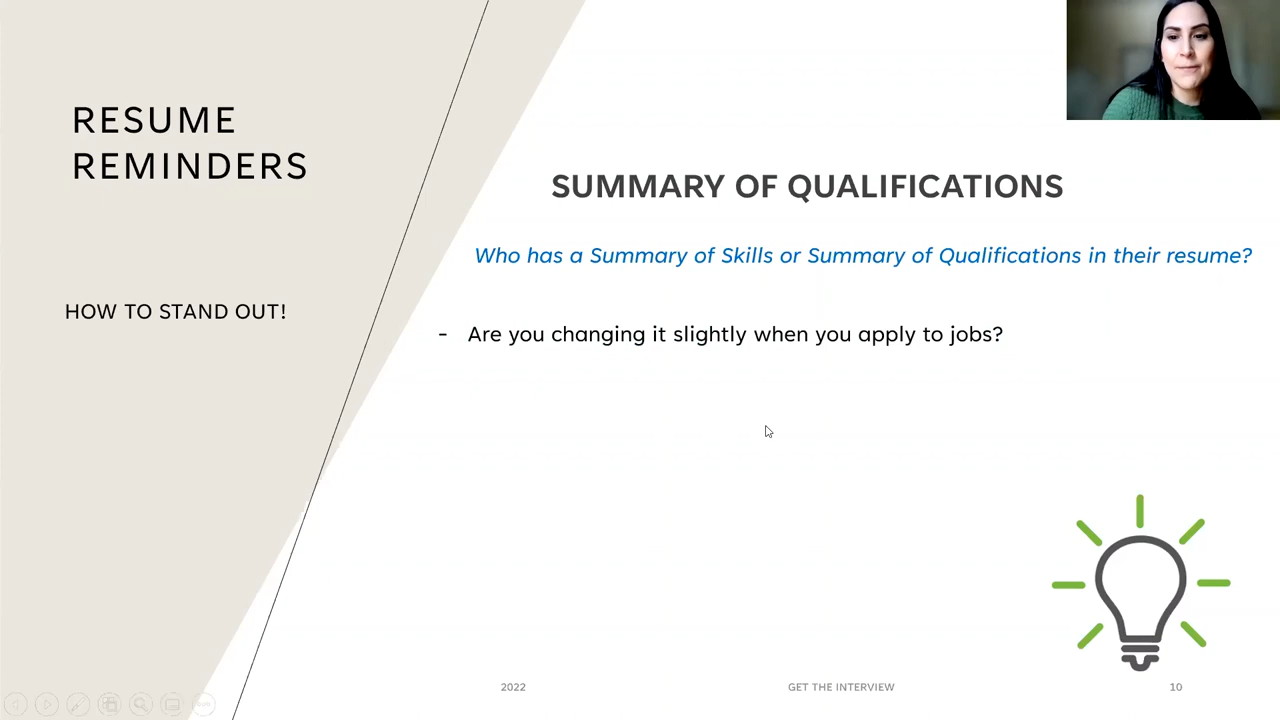 RESUME
REMINDERS
HOW TO STAND OUT!
SUMMARY OF QUALIFICATIONS
Who has a Summary of Skills or Summary of Qualifications in their resume?
- Are you changing it slightly when you apply to jobs?
2022
GET THE INTERVIEW
10